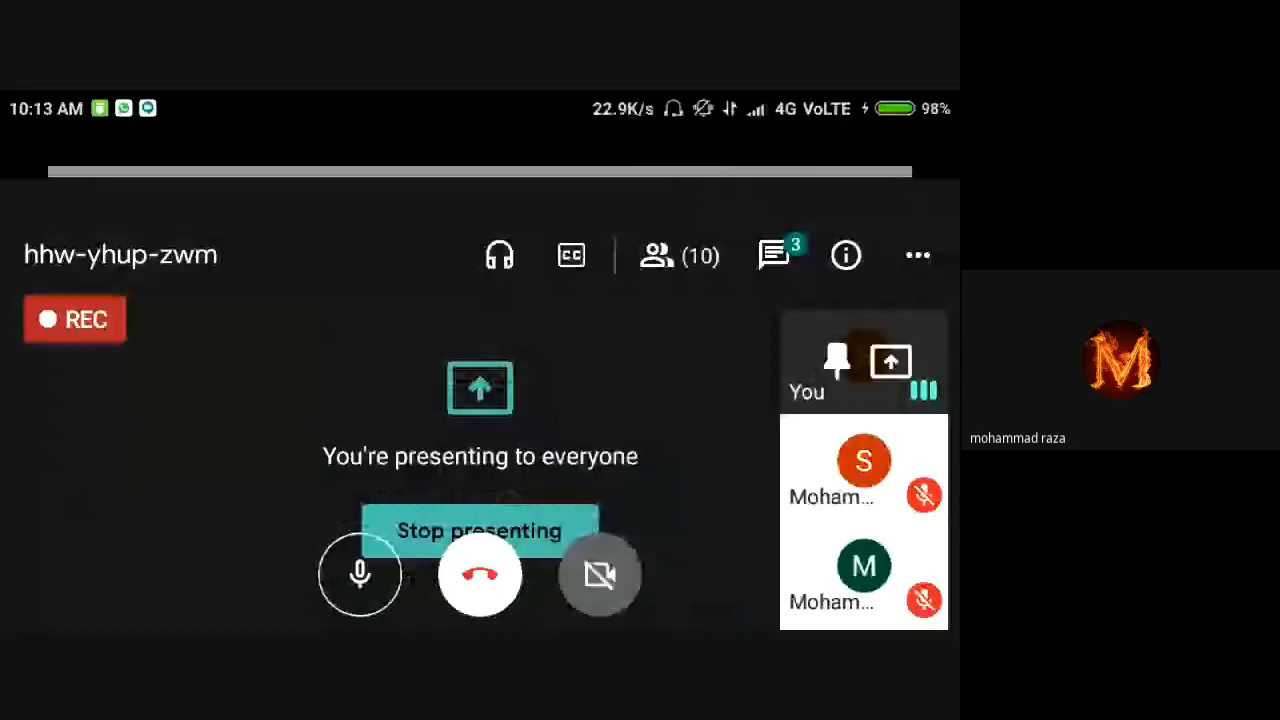 10:13 AM 22.9K/s 4G VoLTE 98%
hhw-yhup-zwm (10) 3
REC
You
You're presenting to everyone
S
Moham...
Stop presenting
M
Moham...
M
mohammad raza